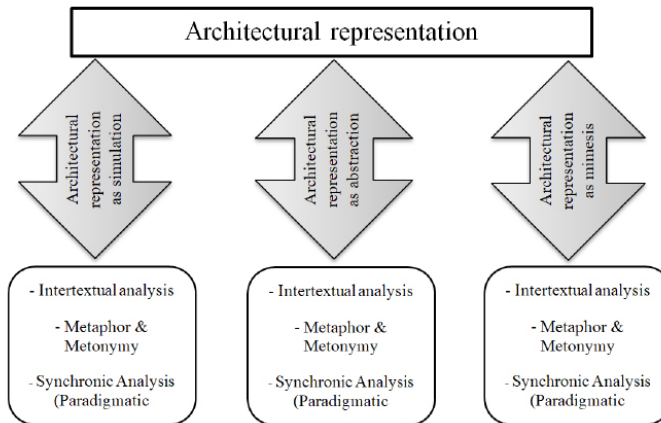 Architectural representation
Architectural
representation
as simulation
Architectural
representation
as abstraction
Architectural
representation
as mimesis
- Intertextual analysis
- Metaphor &
Metonymy
- Synchronic Analysis
(Paradigmatic
- Intertextual analysis
- Metaphor &
Metonymy
- Synchronic Analysis
(Paradigmatic
- Intertextual analysis
- Metaphor &
Metonymy
- Synchronic Analysis
(Paradigmatic